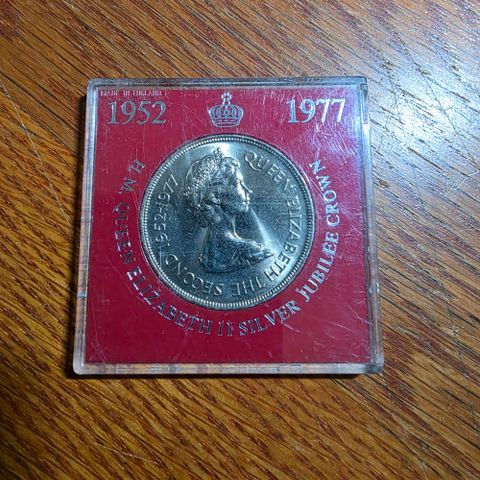 MADE IN ENGLAND
1952 1977
H.M. QUEEN ELIZABETH II SILVER JUBILEE CROWN
QUEEN·ELIZABETH THE SECOND·1952-1977